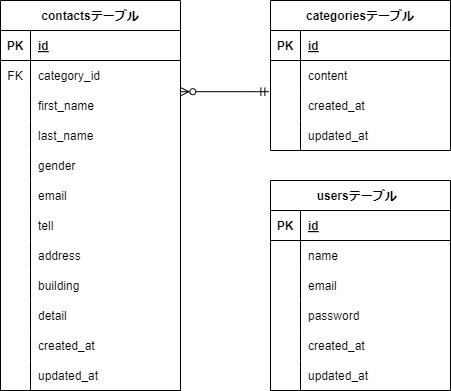 contactsテーブル
PK id
FK category_id
first_name
last_name
gender
email
tell
address
building
detail
created_at
updated_at
categoriesテーブル
PK id
content
created_at
updated_at
usersテーブル
PK id
name
email
password
created_at
updated_at